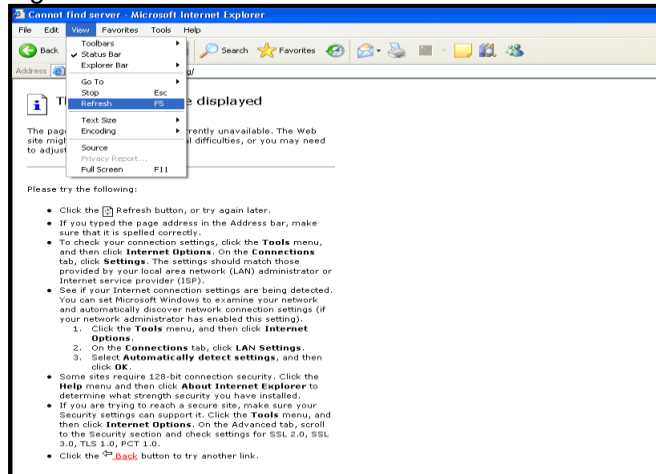 Cannot find server - Microsoft Internet Explorer
File Edit View Favorites Tools Help
Back Search Favorites
Address
Toolbars
Status Bar
Explorer Bar
Go To
Stop Esc
Refresh F5
Text Size
Encoding
Source
Privacy Report...
Full Screen F11
displayed
The page rently unavailable. The Web
site migh l difficulties, or you may need
to adjust
Please try the following:
• Click the Refresh button, or try again later.
• If you typed the page address in the Address bar, make
sure that it is spelled correctly.
• To check your connection settings, click the Tools menu,
and then click Internet Options. On the Connections
tab, click Settings. The settings should match those
provided by your local area network (LAN) administrator or
Internet service provider (ISP).
• See if your Internet connection settings are being detected.
You can set Microsoft Windows to examine your network
and automatically discover network connection settings (if
your network administrator has enabled this setting).
1. Click the Tools menu, and then click Internet
Options.
2. On the Connections tab, click LAN Settings.
3. Select Automatically detect settings, and then
click OK.
• Some sites require 128-bit connection security. Click the
Help menu and then click About Internet Explorer to
determine what strength security you have installed.
• If you are trying to reach a secure site, make sure your
Security settings can support it. Click the Tools menu, and
then click Internet Options. On the Advanced tab, scroll
to the Security section and check settings for SSL 2.0, SSL
3.0, TLS 1.0, PCT 1.0.
• Click the Back button to try another link.